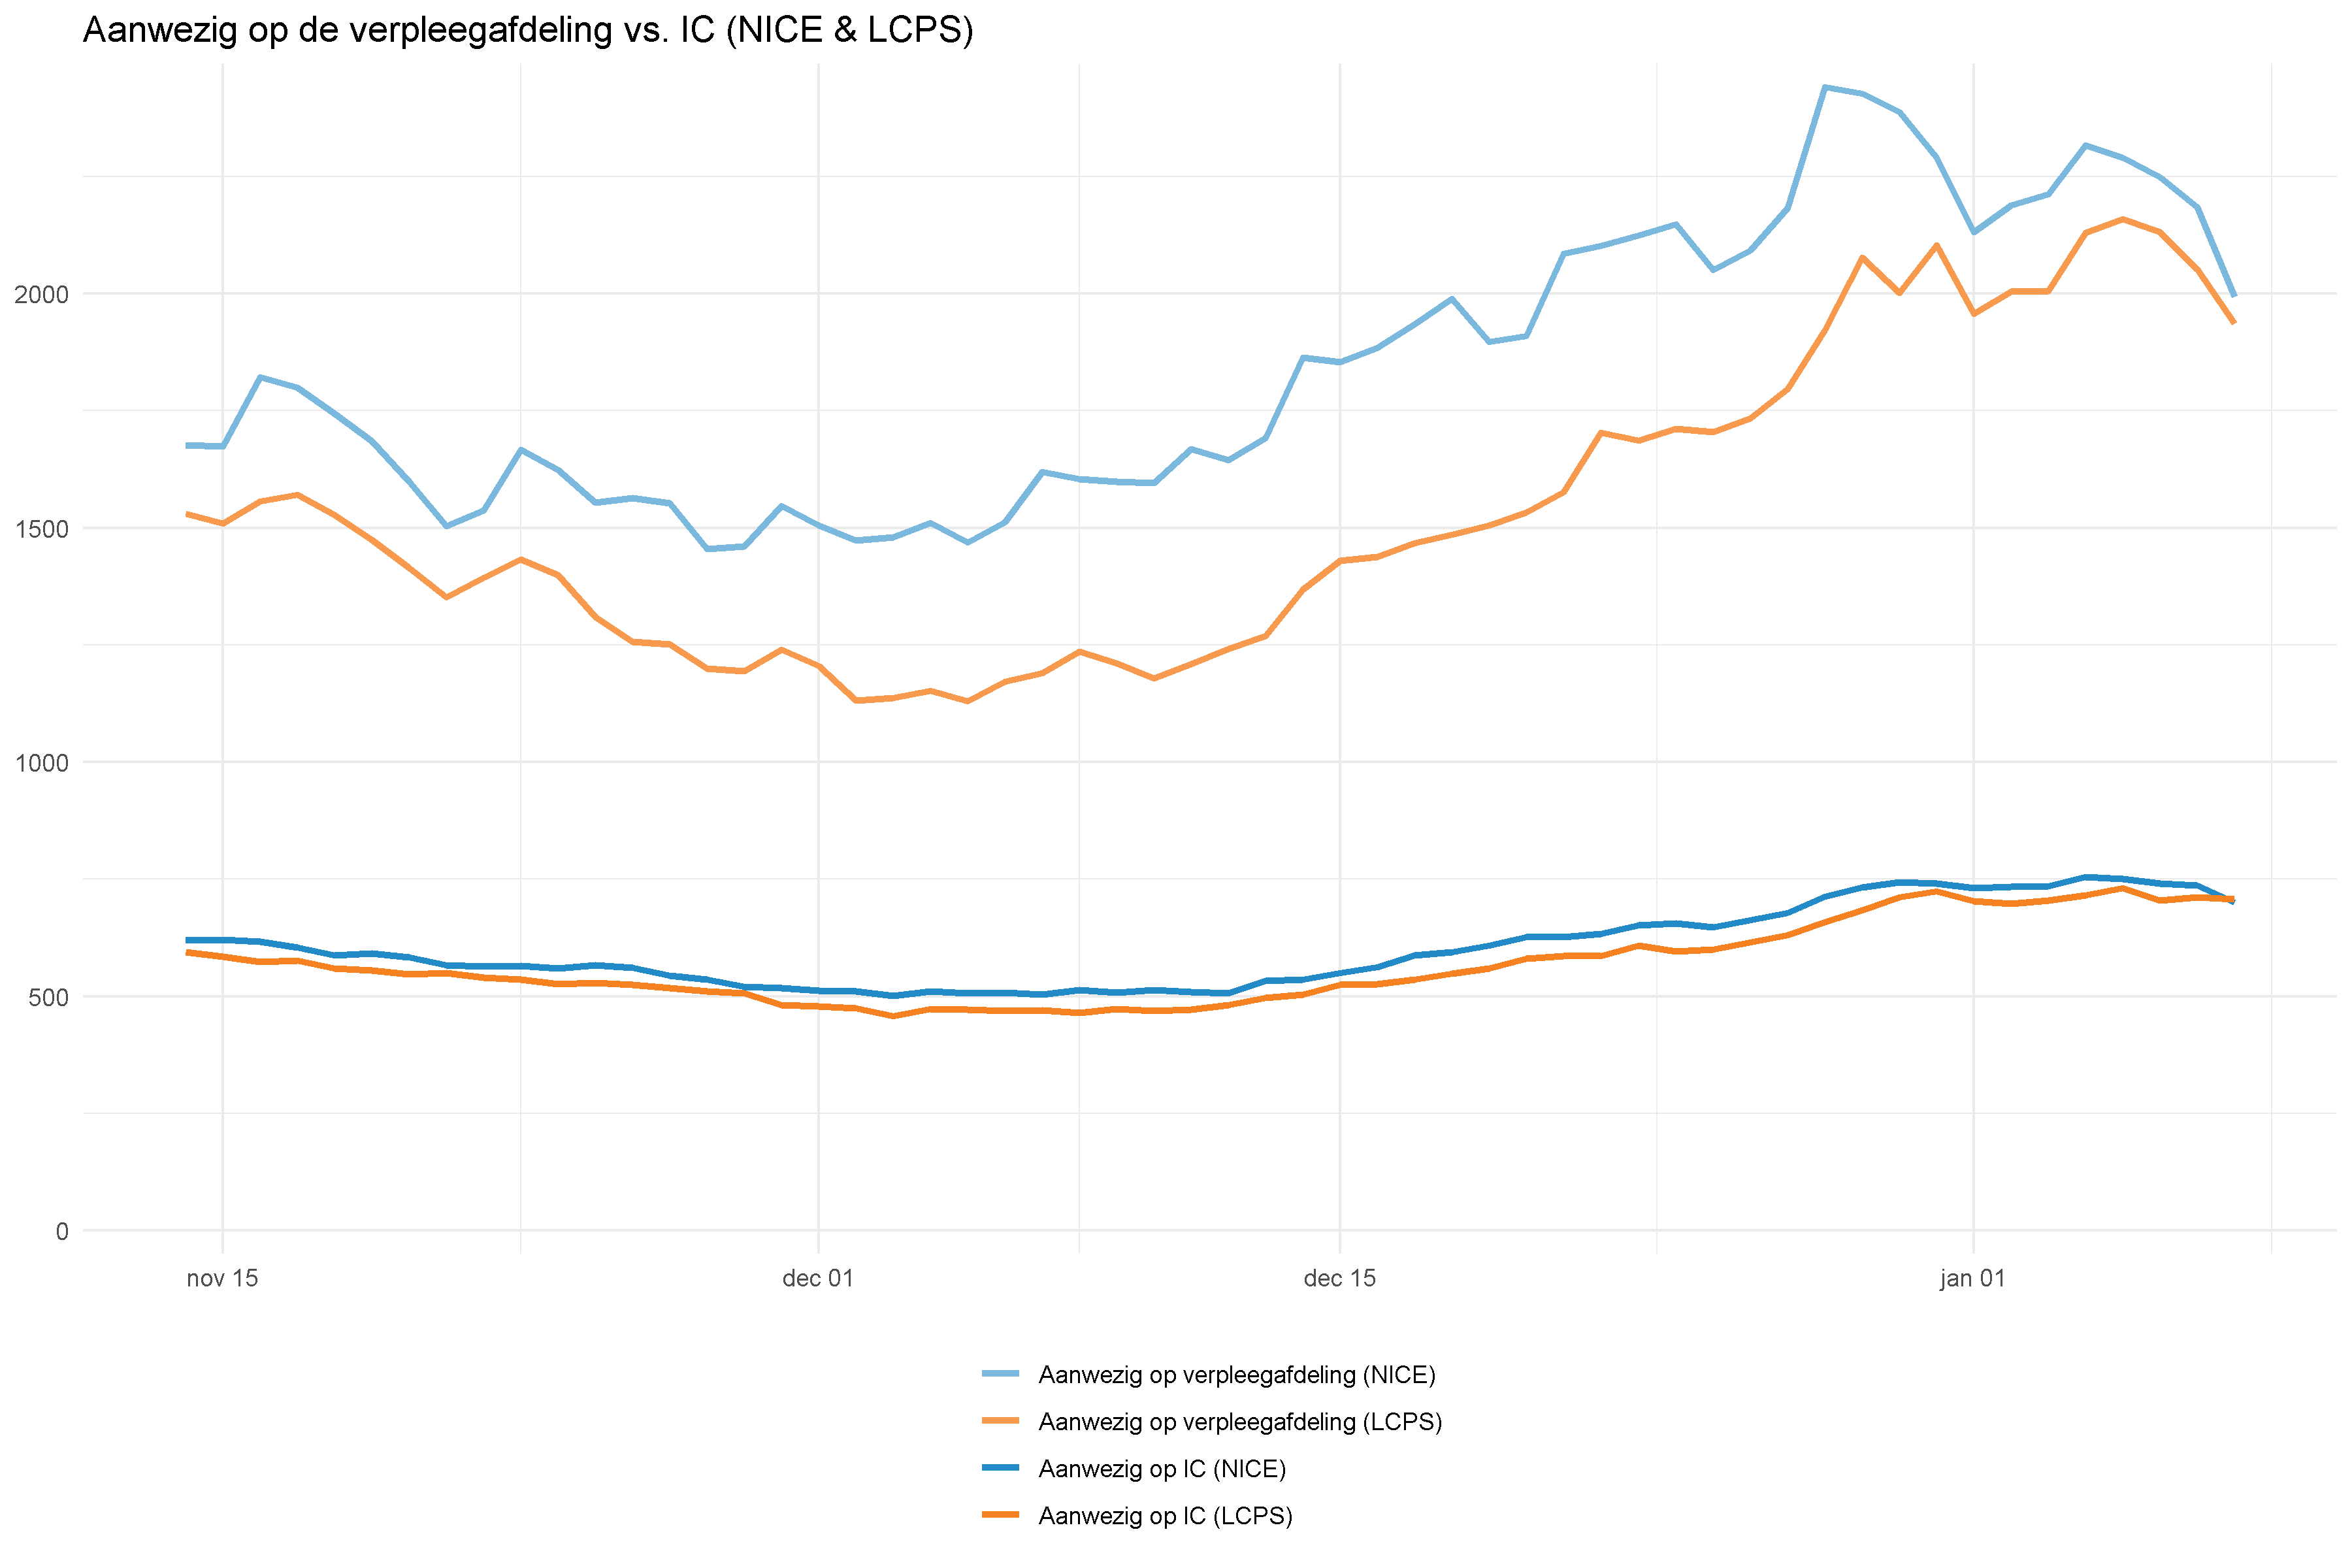 Aanwezig op de verpleegafdeling vs. IC (NICE & LCPS)
2000
1500
1000
500
0
nov 15 dec 01 dec 15 jan 01
Aanwezig op verpleegafdeling (NICE)
Aanwezig op verpleegafdeling (LCPS)
Aanwezig op IC (NICE)
Aanwezig op IC (LCPS)